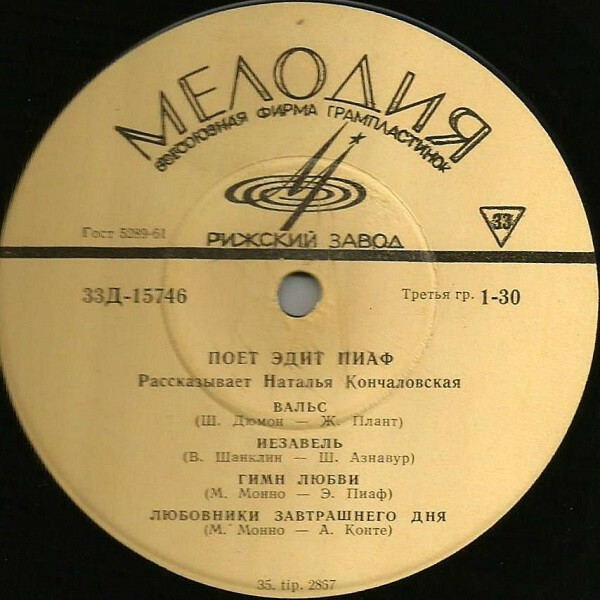 МЕЛОДИЯ
ВСЕСОЮЗНАЯ ФИРМА ГРАМПЛАСТИНОК
33
Гост 5289-61
РИЖСКИЙ ЗАВОД
33Д-15746
Третья гр. 1-30
ПОЕТ ЭДИТ ПИАФ
Рассказывает Наталья Кончаловская
ВАЛЬС
(Ш. Дюмон — Ж. Плант)
ИЕЗАВЕЛЬ
(В. Шанклин — Ш. Азнавур)
ГИМН ЛЮБВИ
(М. Монно — Э. Пиаф)
ЛЮБОВНИКИ ЗАВТРАШНЕГО ДНЯ
(М. Монно — А. Конте)
35. tip. 2867